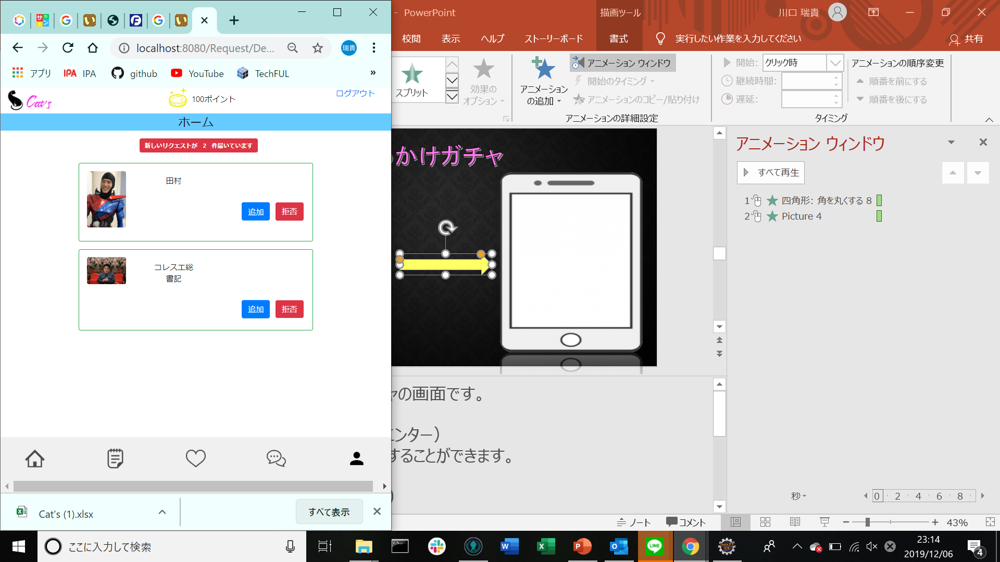 localhost:8080/Request/De...
瑞貴
アプリ
IPA IPA
github
YouTube
TechFUL
»
Cat's
100ポイント
ログアウト
ホーム
新しいリクエストが 2 件届いています
田村
追加
拒否
コレスエ総
書記
追加
拒否
Cat's (1).xlsx
すべて表示
- PowerPoint
描画ツール
川口 瑞貴
校閲
表示
ヘルプ
ストーリーボード
書式
実行したい作業を入力してください
共有
スプリット
効果の
オプション
アニメーション
の追加
アニメーション ウィンドウ
開始のタイミング
アニメーションのコピー/貼り付け
アニメーションの詳細設定
開始:
クリック時
継続時間:
遅延:
アニメーションの順序変更
順番を前にする
順番を後にする
タイミング
かけガチャ
アニメーション ウィンドウ
すべて再生
1 四角形: 角を丸くする 8
2 Picture 4
ャの画面です。
エンター)
することができます。
)
秒
0 2 4 6 8
ノート
コメント
43%
ここに入力して検索
LINE
Java EE
IDE
23:14
2019/12/06
4